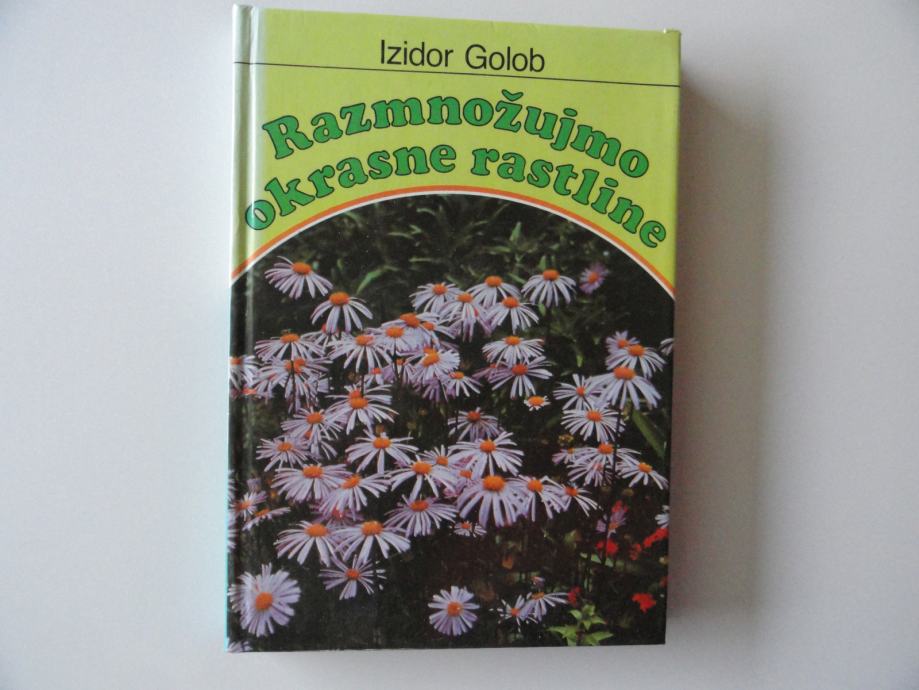 Izidor Golob
Razmnožujmo
okrasne rastline